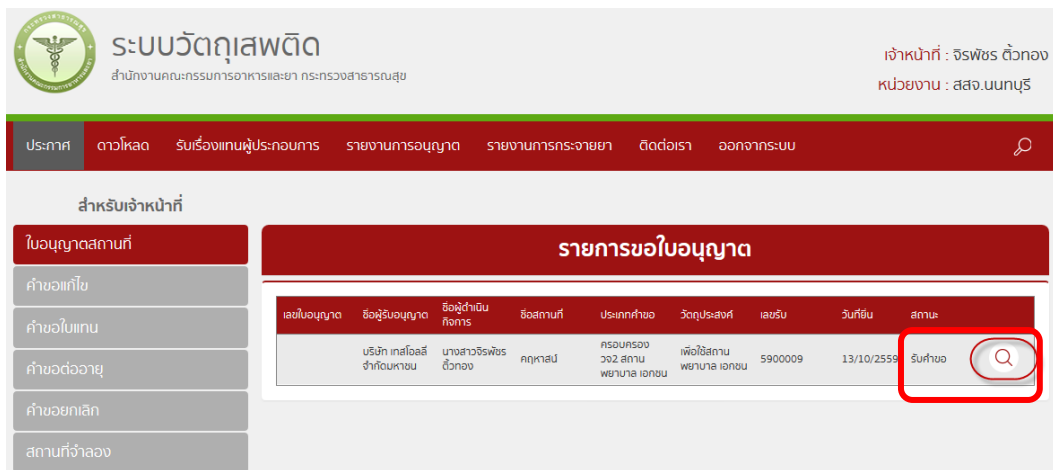 ระบบวัตถุเสพติด
สำนักงานคณะกรรมการอาหารและยา กระทรวงสาธารณสุข
เจ้าหน้าที่ : จิรพัชร ติ้วทอง
หน่วยงาน : สสจ.นนทบุรี
ประกาศ ดาวโหลด รับเรื่องแทนผู้ประกอบการ รายงานการอนุญาต รายงานการกระจายยา ติดต่อเรา ออกจากระบบ
สำหรับเจ้าหน้าที่
ใบอนุญาตสถานที่
คำขอแก้ไข
คำขอใบแทน
คำขอต่ออายุ
คำขอยกเลิก
สถานที่จำลอง
รายการขอใบอนุญาต
เลขใบอนุญาต ชื่อผู้รับอนุญาต ชื่อผู้ดำเนิน ชื่อสถานที่ ประเภทคำขอ วัตถุประสงค์ เลขรับ วันที่ยื่น สถานะ
กิจการ
บริษัท เทสโอลลี่ นางสาวจิรพัชร คฤหาสน์ ครอบครอง เพื่อใช้สถาน 5900009 13/10/2559 รับคำขอ
จำกัดมหาชน ติ้วทอง วจ2 สถาน พยาบาล เอกชน
พยาบาล เอกชน